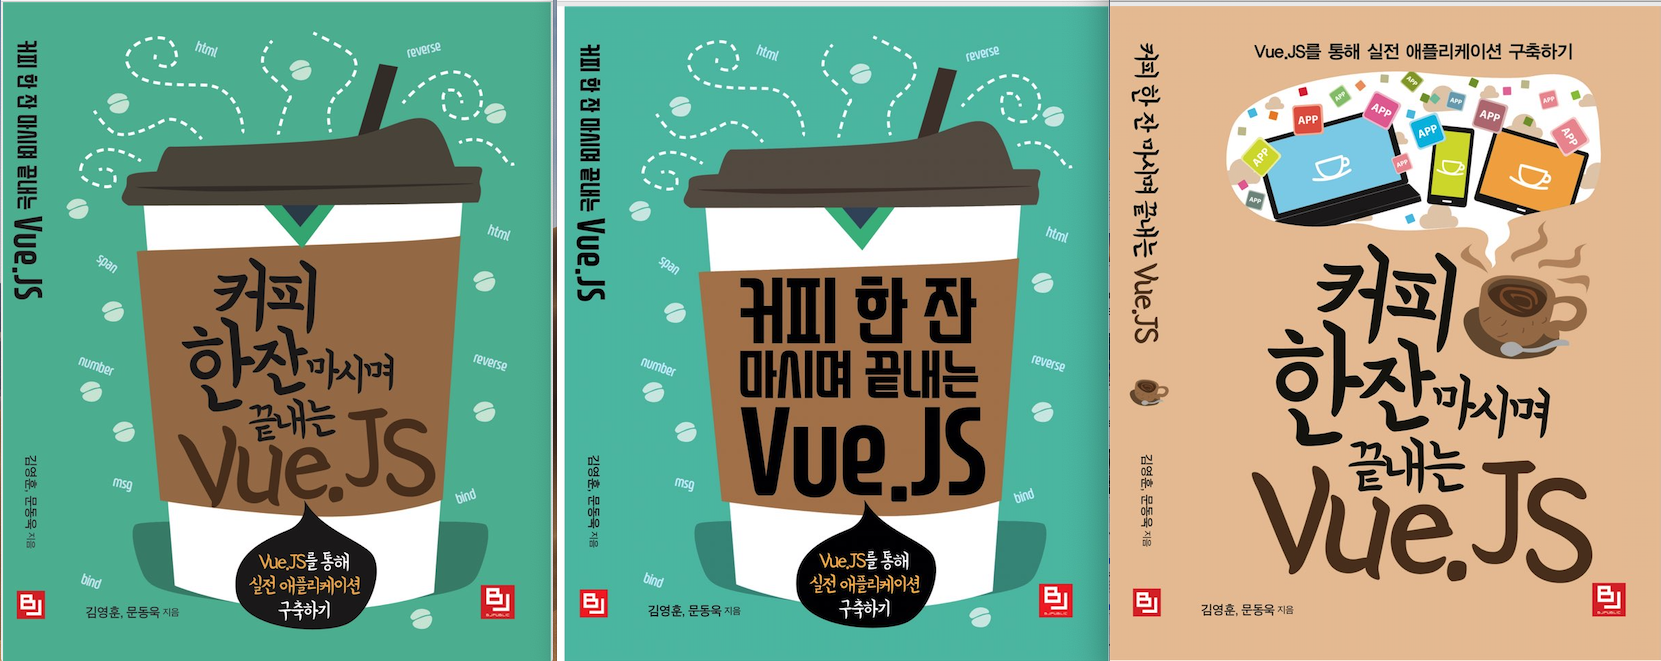 커피 한 잔 마시며 끝내는 Vue.JS
김영훈, 문동욱 지음
BJ
html
reverse
html
span
number
reverse
msg
bind
bind
커피
한잔 마시며
끝내는
Vue.JS
Vue.JS를 통해
실전 애플리케이션
구축하기
김영훈, 문동욱 지음
BJ
BJPUBLIC
커피 한 잔 마시며 끝내는 Vue.JS
김영훈, 문동욱 지음
BJ
html
reverse
html
span
number
reverse
msg
bind
bind
커피 한 잔
마시며 끝내는
Vue.JS
Vue.JS를 통해
실전 애플리케이션
구축하기
김영훈, 문동욱 지음
BJ
BJPUBLIC
커피 한 잔 마시며 끝내는 Vue.JS
김영훈, 문동욱 지음
BJ
Vue.JS를 통해 실전 애플리케이션 구축하기
APP
APP
APP
APP
APP
APP
APP
APP
APP
APP
APP
커피
한잔 마시며
끝내는
Vue.JS
김영훈, 문동욱 지음
BJ
BJPUBLIC